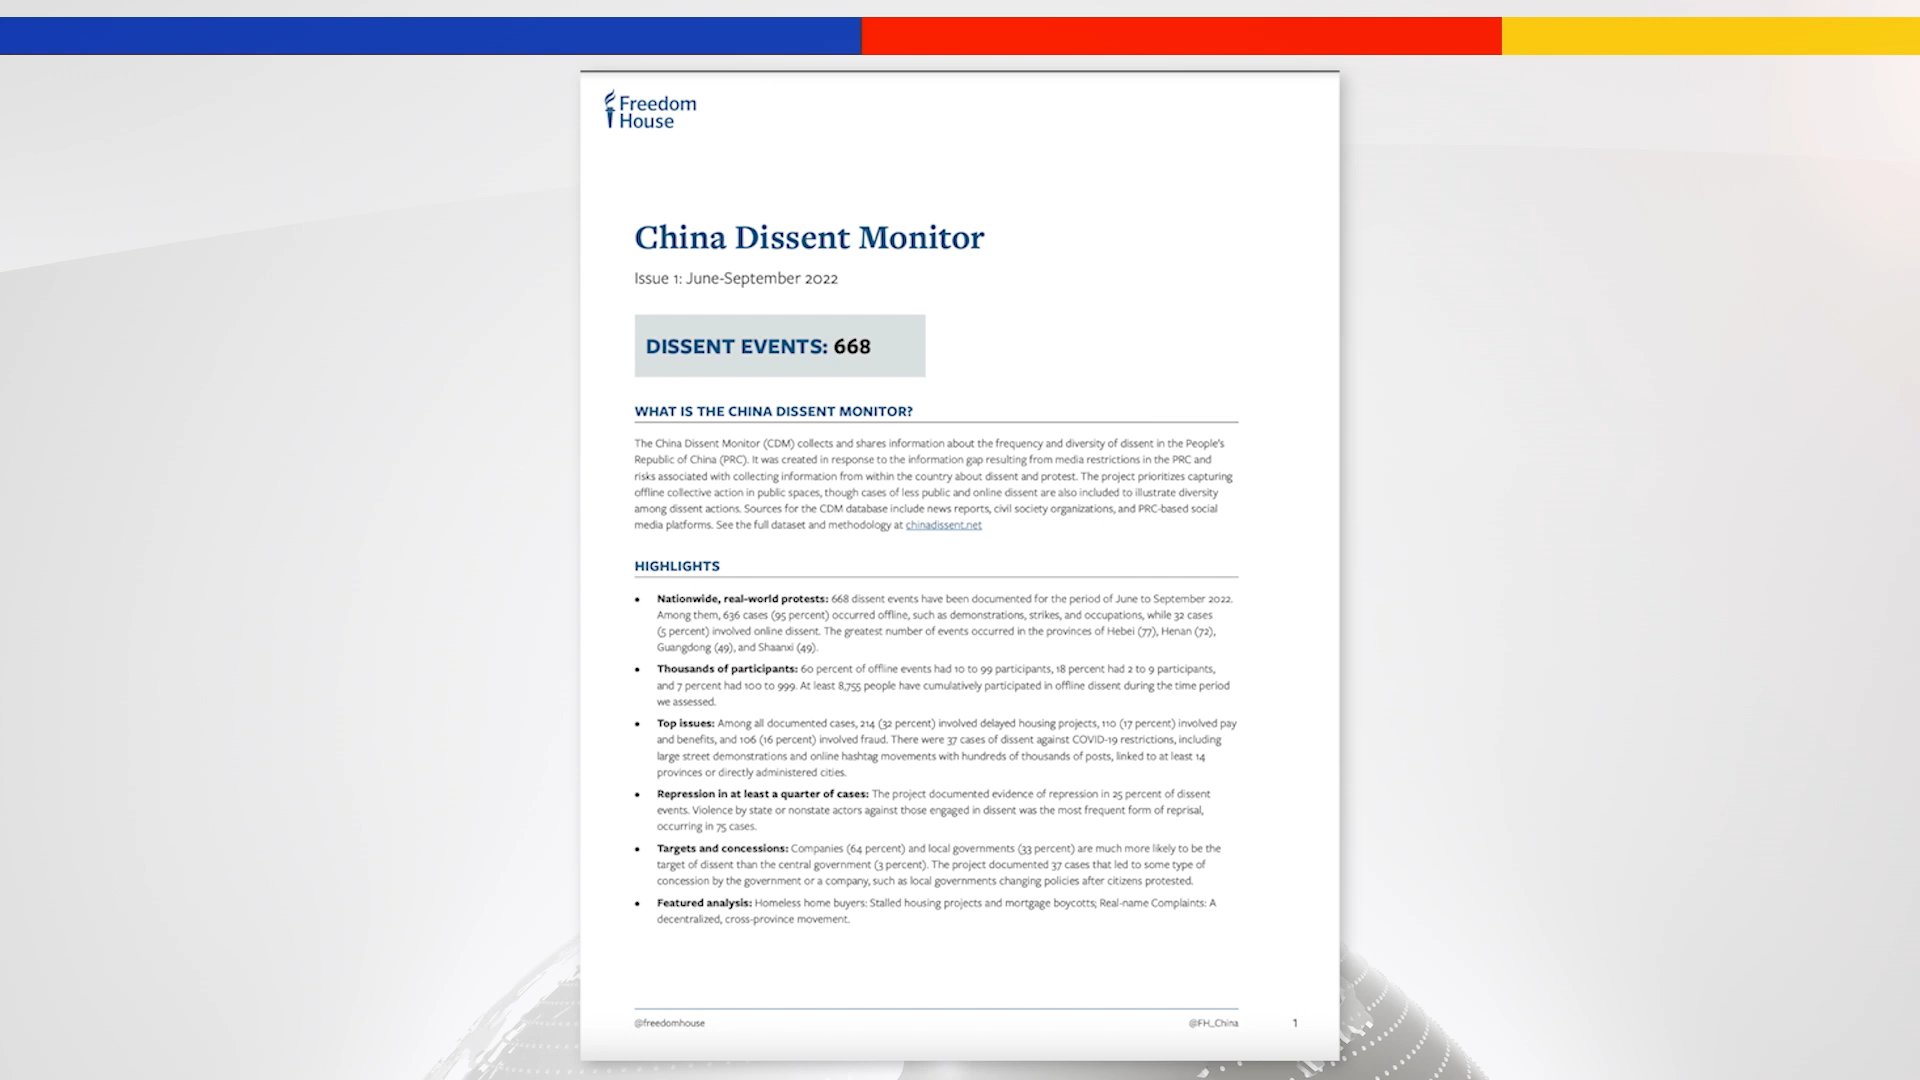 Freedom
House
China Dissent Monitor
Issue 1: June-September 2022
DISSENT EVENTS: 668
WHAT IS THE CHINA DISSENT MONITOR?
The China Dissent Monitor (CDM) collects and shares information about the frequency and diversity of dissent in the People's
Republic of China (PRC). It was created in response to the information gap resulting from media restrictions in the PRC and
risks associated with collecting information from within the country about dissent and protest. The project prioritizes capturing
offline collective action in public spaces, though cases of less public and online dissent are also included to illustrate diversity
among dissent actions. Sources for the CDM database include news reports, civil society organizations, and PRC-based social
media platforms. See the full dataset and methodology at chinadissent.net
HIGHLIGHTS
• Nationwide, real-world protests: 668 dissent events have been documented for the period of June to September 2022.
Among them, 636 cases (95 percent) occurred offline, such as demonstrations, strikes, and occupations, while 32 cases
(5 percent) involved online dissent. The greatest number of events occurred in the provinces of Hebei (77), Henan (72),
Guangdong (49), and Shaanxi (49).
• Thousands of participants: 60 percent of offline events had 10 to 99 participants, 18 percent had 2 to 9 participants,
and 7 percent had 100 to 999. At least 8,755 people have cumulatively participated in offline dissent during the time period
we assessed.
• Top issues: Among all documented cases, 214 (32 percent) involved delayed housing projects, 110 (17 percent) involved pay
and benefits, and 106 (16 percent) involved fraud. There were 37 cases of dissent against COVID-19 restrictions, including
large street demonstrations and online hashtag movements with hundreds of thousands of posts, linked to at least 14
provinces or directly administered cities.
• Repression in at least a quarter of cases: The project documented evidence of repression in 25 percent of dissent
events. Violence by state or nonstate actors against those engaged in dissent was the most frequent form of reprisal,
occurring in 75 cases.
• Targets and concessions: Companies (64 percent) and local governments (33 percent) are much more likely to be the
target of dissent than the central government (3 percent). The project documented 37 cases that led to some type of
concession by the government or a company, such as local governments changing policies after citizens protested.
• Featured analysis: Homeless home buyers: Stalled housing projects and mortgage boycotts; Real-name Complaints: A
decentralized, cross-province movement.
@freedomhouse @FH_China 1